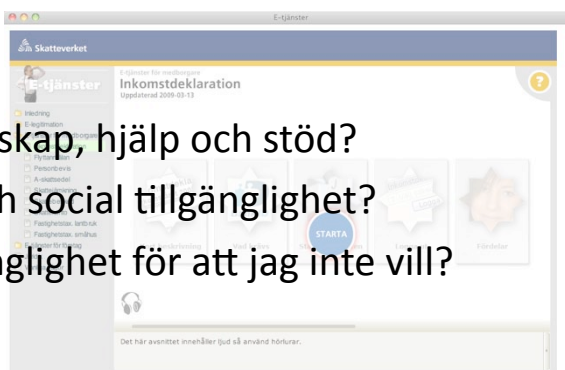 E-tjänster
Skatteverket
E-tjänster
E-tjänster för medborgare
Inkomstdeklaration
Uppdaterad 2009-03-13
?
Inledning
E-legitimation
skap, hjälp och stöd?
Flyttanmälan
Personbevis
A-skattsedel
h social tillgänglighet?
Fastighetstax. lantbruk
Fastighetstax. småhus
STARTA
Fördelar
E-tjänster för företag
nglighet för att jag inte vill?
Det här avsnittet innehåller ljud så använd hörlurar.